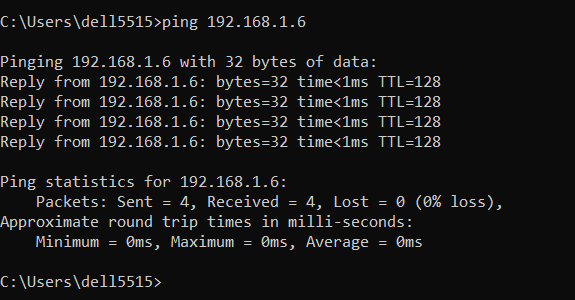 C:\Users\dell5515>ping 192.168.1.6
Pinging 192.168.1.6 with 32 bytes of data:
Reply from 192.168.1.6: bytes=32 time<1ms TTL=128
Reply from 192.168.1.6: bytes=32 time<1ms TTL=128
Reply from 192.168.1.6: bytes=32 time<1ms TTL=128
Reply from 192.168.1.6: bytes=32 time<1ms TTL=128
Ping statistics for 192.168.1.6:
    Packets: Sent = 4, Received = 4, Lost = 0 (0% loss),
Approximate round trip times in milli-seconds:
    Minimum = 0ms, Maximum = 0ms, Average = 0ms
C:\Users\dell5515>